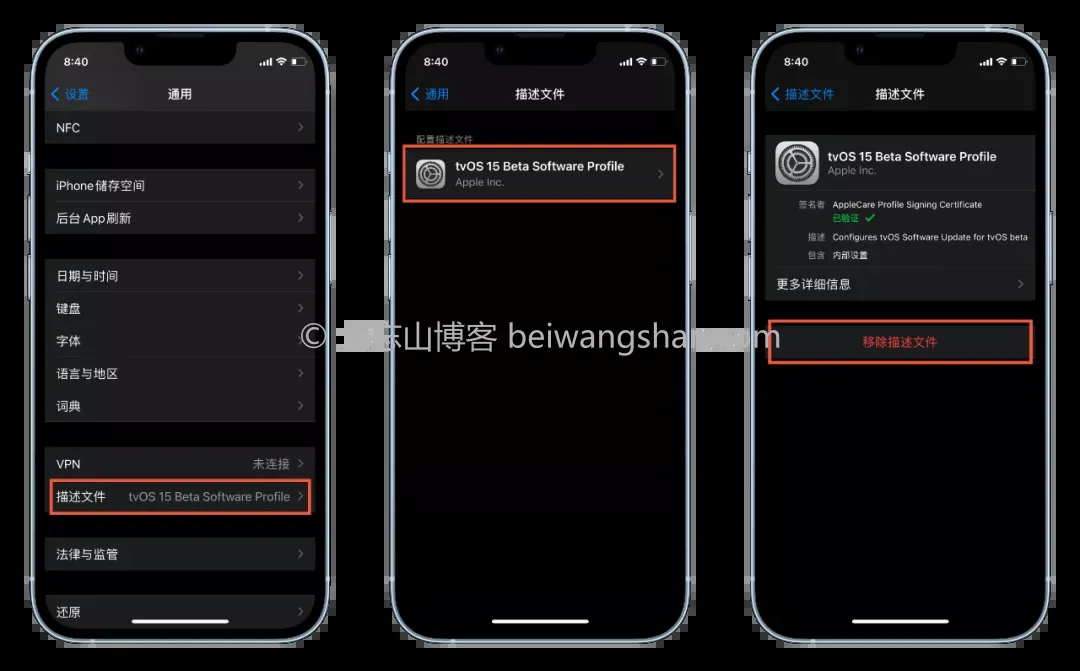 8:40
设置
通用
NFC
iPhone储存空间
后台App刷新
日期与时间
键盘
字体
语言与地区
词典
VPN 未连接
描述文件 tvOS 15 Beta Software Profile
法律与监管
还原
8:40
通用
描述文件
配置描述文件
tvOS 15 Beta Software Profile
Apple Inc.
8:40
描述文件
描述文件
tvOS 15 Beta Software Profile
Apple Inc.
签名者 AppleCare Profile Signing Certificate
已验证 ✓
描述 Configures tvOS Software Update for tvOS beta
包含 内部设置
更多详细信息
移除描述文件
© 山博客